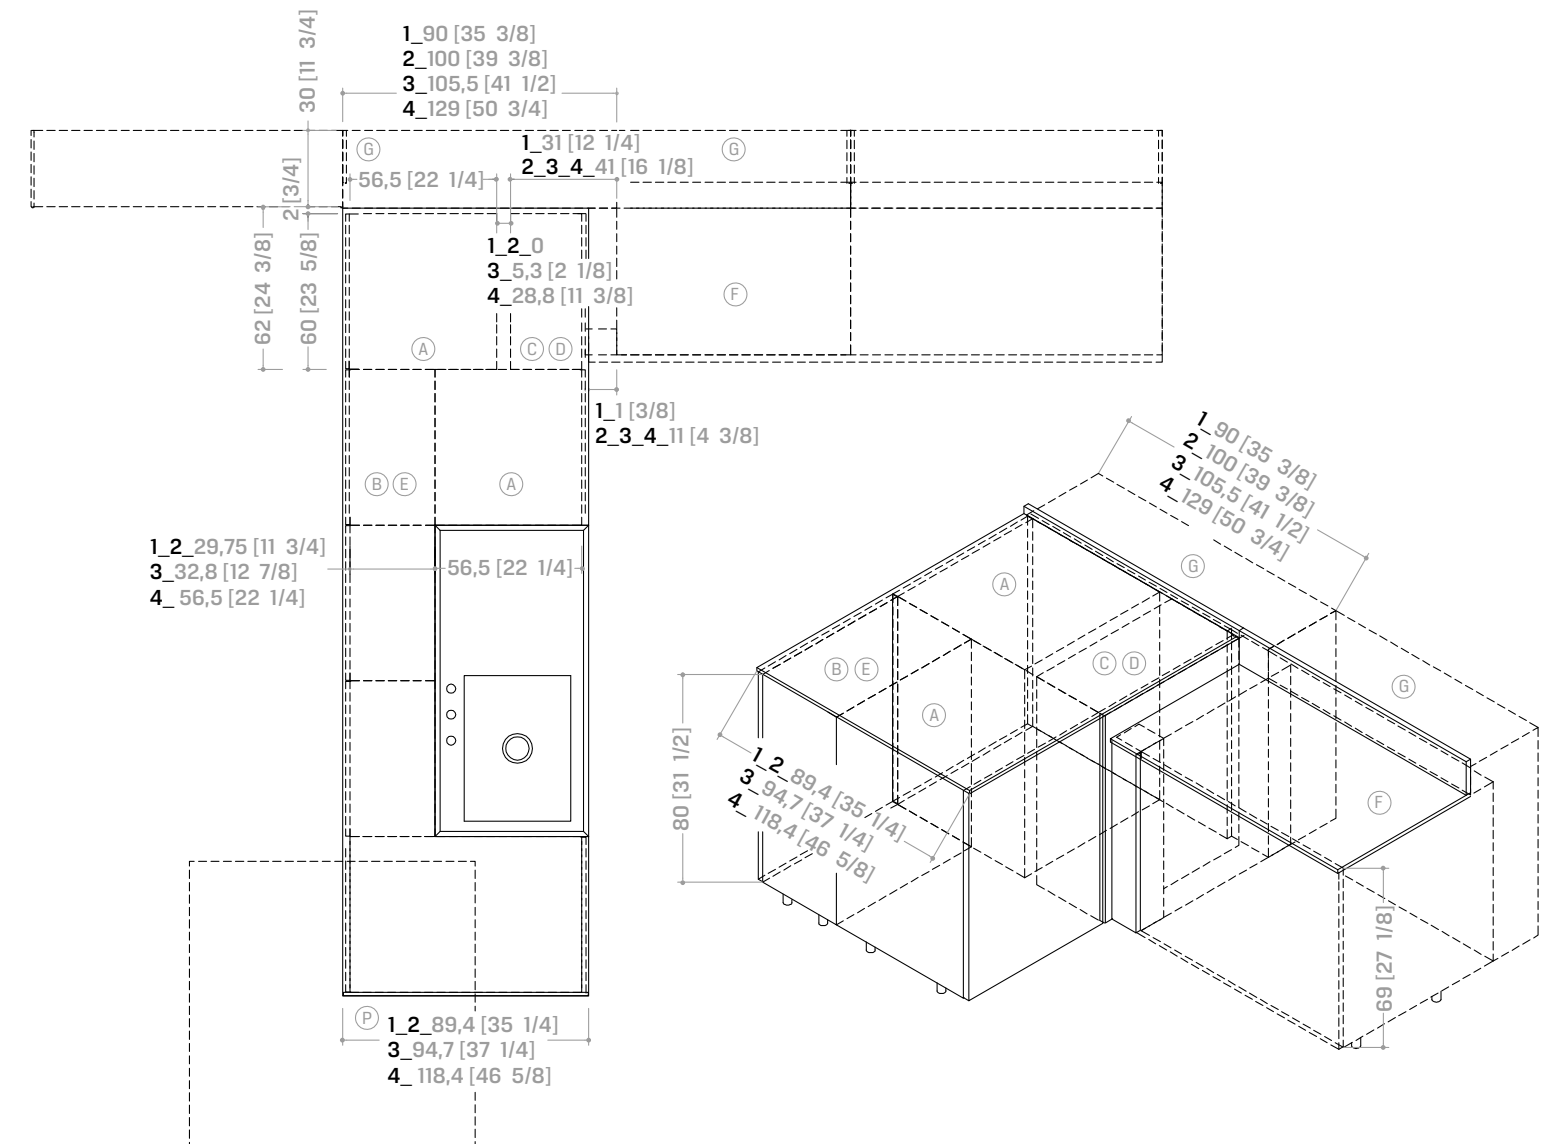 30 [11 3/4]
1_90 [35 3/8]
2_100 [39 3/8]
3_105,5 [41 1/2]
4_129 [50 3/4]
G
1_31 [12 1/4]
2_3_4_41 [16 1/8]
G
56,5 [22 1/4]
2 [3/4]
62 [24 3/8]
60 [23 5/8]
1_2_0
3_5,3 [2 1/8]
4_28,8 [11 3/8]
F
A
C D
1_1 [3/8]
2_3_4_11 [4 3/8]
B E
A
1_2_29,75 [11 3/4]
3_32,8 [12 7/8]
4_ 56,5 [22 1/4]
56,5 [22 1/4]
P
1_2_89,4 [35 1/4]
3_94,7 [37 1/4]
4_ 118,4 [46 5/8]
1_90 [35 3/8]
2_100 [39 3/8]
3_105,5 [41 1/2]
4_129 [50 3/4]
G
A
B E
C D
G
A
80 [31 1/2]
1_2_89,4 [35 1/4]
3_94,7 [37 1/4]
4_ 118,4 [46 5/8]
F
69 [27 1/8]